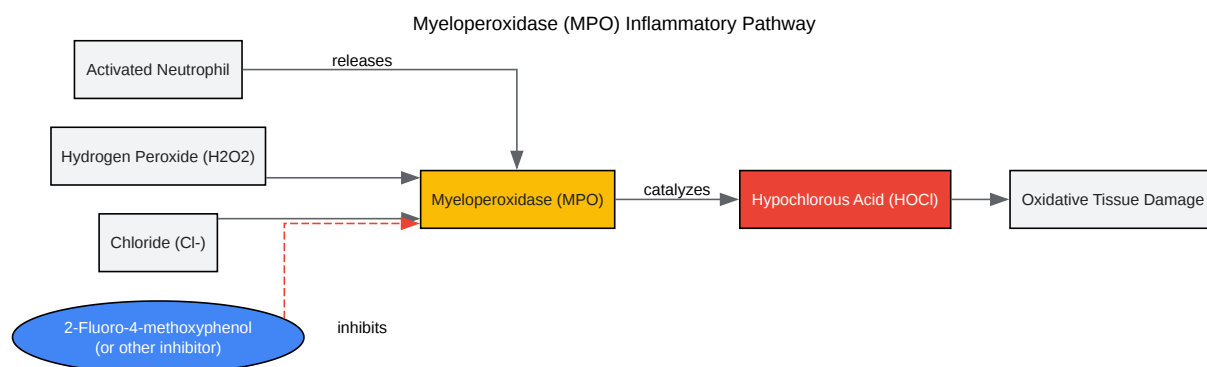 Myeloperoxidase (MPO) Inflammatory Pathway
Activated Neutrophil
releases
Hydrogen Peroxide (H2O2)
Myeloperoxidase (MPO)
catalyzes
Hypochlorous Acid (HOCl)
Oxidative Tissue Damage
Chloride (Cl-)
2-Fluoro-4-methoxyphenol
(or other inhibitor)
inhibits